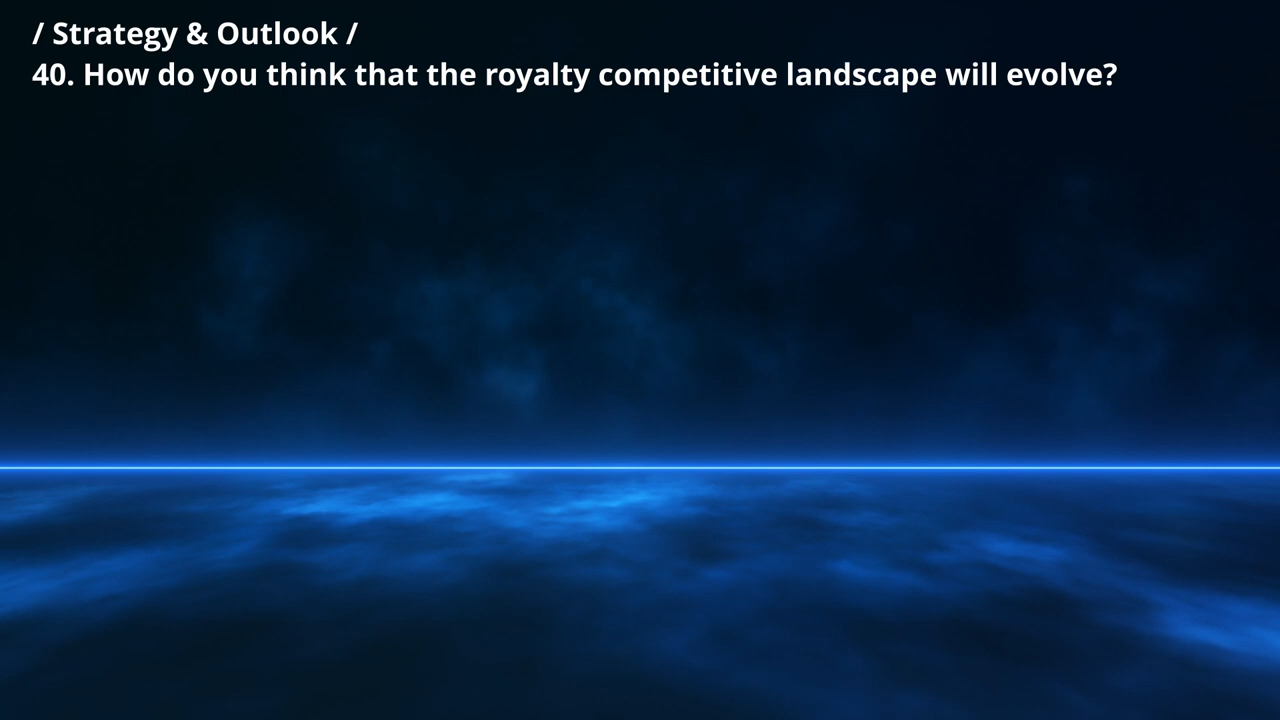 / Strategy & Outlook /
40. How do you think that the royalty competitive landscape will evolve?